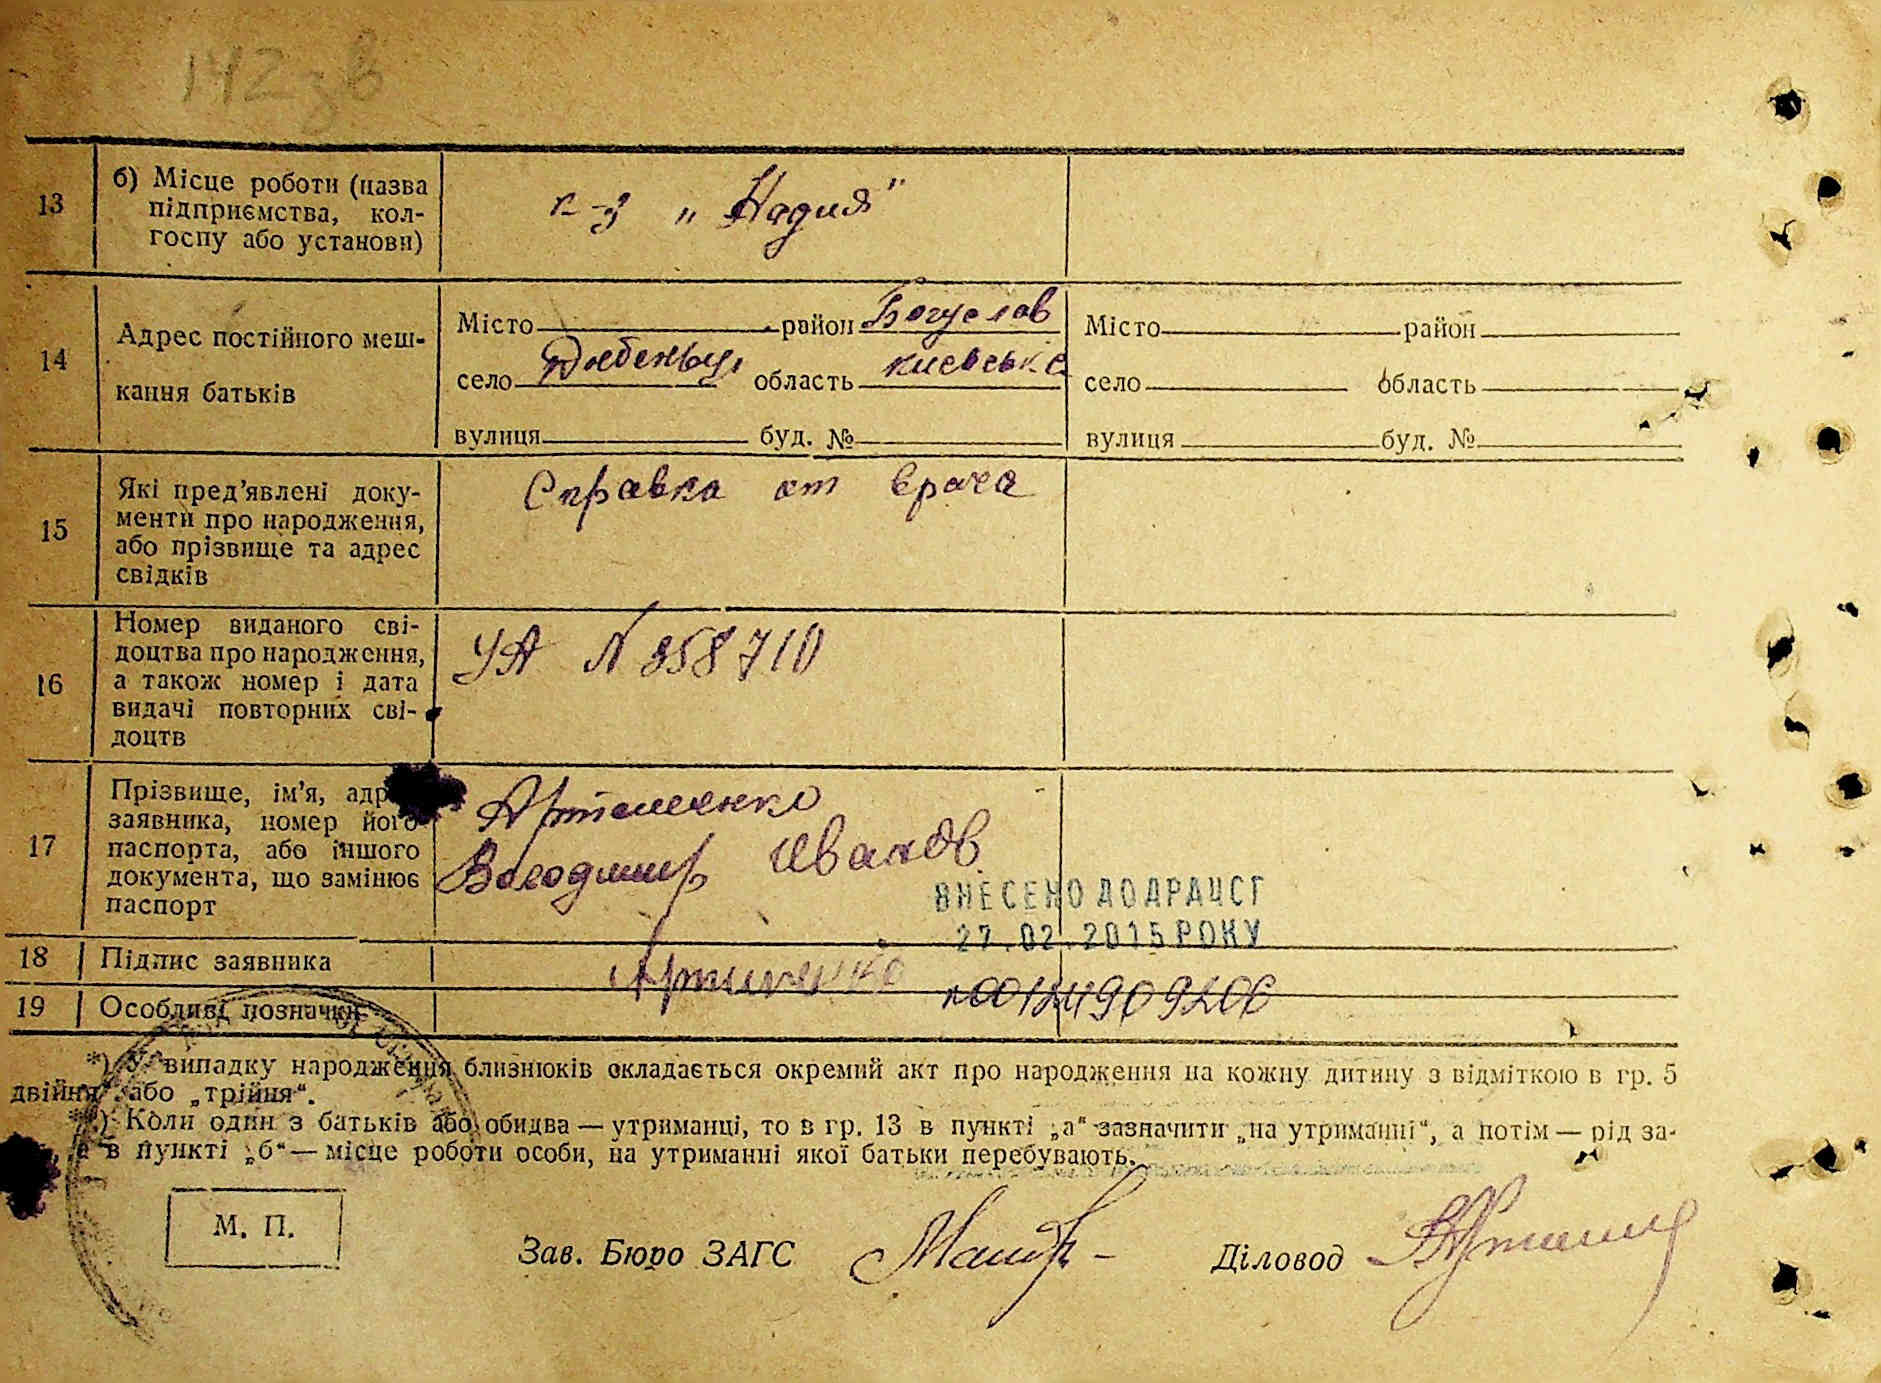 142 зв
13
б) Місце роботи (назва
підприємства, кол-
госпу або установи)
к-з „Надия"
14
Адрес постійного меш-
кання батьків
Місто район Богуслав
село Дыбенцы область киевська
вулиця буд. №
Місто район
село область
вулиця буд. №
15
Які пред’явлені доку-
менти про народження,
або прізвище та адрес
свідків
Справка от врача
16
Номер виданого сві-
доцтва про народження,
а також номер і дата
видачі повторних сві-
доцтв
УА N 358710
17
Прізвище, ім’я, адр
заявника, номер його
паспорта, або іншого
документа, що замінює
паспорт
Артеменко
Володимир Иванов
ВНЕСЕНО ДО ДРАЦСГ
27.02.2015 РОКУ
18 Підпис заявника
Артеменко
19 Особливі позначки
*) У випадку народження близнюків складається окремий акт про народження на кожну дитину з відміткою в гр. 5
двійня" або „трійня“.
) Коли один з батьків або обидва — утриманці, то в гр. 13 в пункті „а“ зазначити „на утриманні“, а потім — рід за-
а в пункті „б“ — місце роботи особи, на утриманні якої батьки перебувають.
М. П.
Зав. Бюро ЗАГС
Діловод